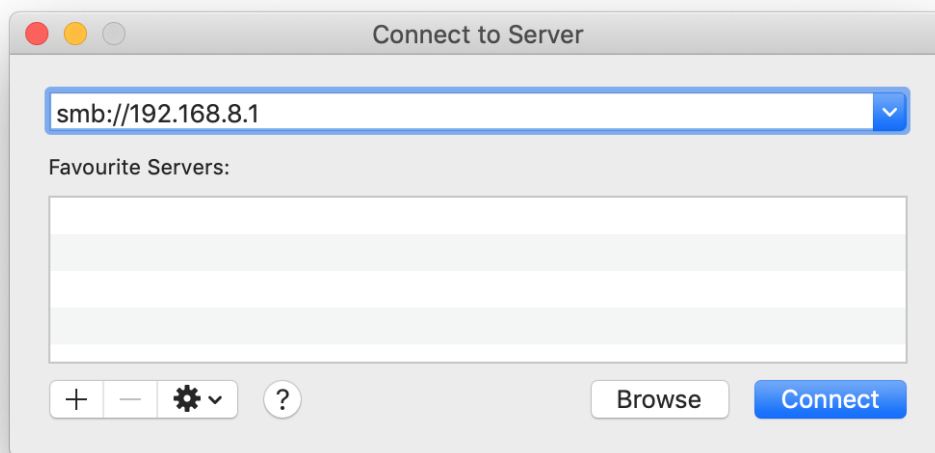 Connect to Server
smb://192.168.8.1
Favourite Servers:
+ − ? Browse Connect